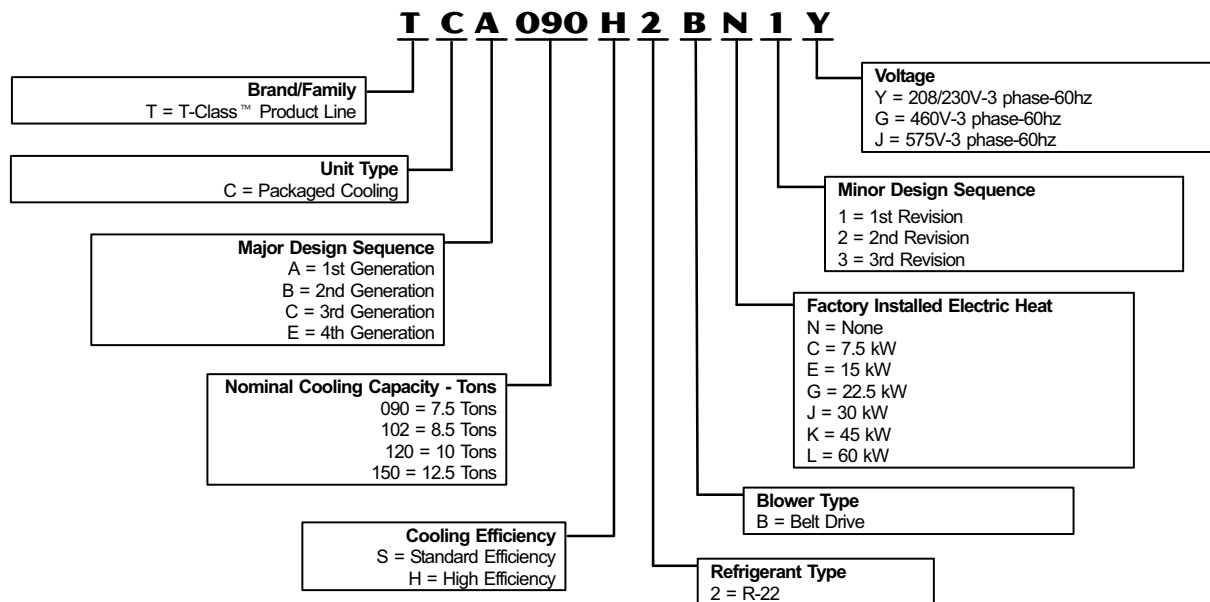 T C A 090 H 2 B N 1 Y
Brand/Family
T = T-Class™ Product Line
Unit Type
C = Packaged Cooling
Major Design Sequence
A = 1st Generation
B = 2nd Generation
C = 3rd Generation
E = 4th Generation
Nominal Cooling Capacity - Tons
090 = 7.5 Tons
102 = 8.5 Tons
120 = 10 Tons
150 = 12.5 Tons
Cooling Efficiency
S = Standard Efficiency
H = High Efficiency
Voltage
Y = 208/230V-3 phase-60hz
G = 460V-3 phase-60hz
J = 575V-3 phase-60hz
Minor Design Sequence
1 = 1st Revision
2 = 2nd Revision
3 = 3rd Revision
Factory Installed Electric Heat
N = None
C = 7.5 kW
E = 15 kW
G = 22.5 kW
J = 30 kW
K = 45 kW
L = 60 kW
Blower Type
B = Belt Drive
Refrigerant Type
2 = R-22